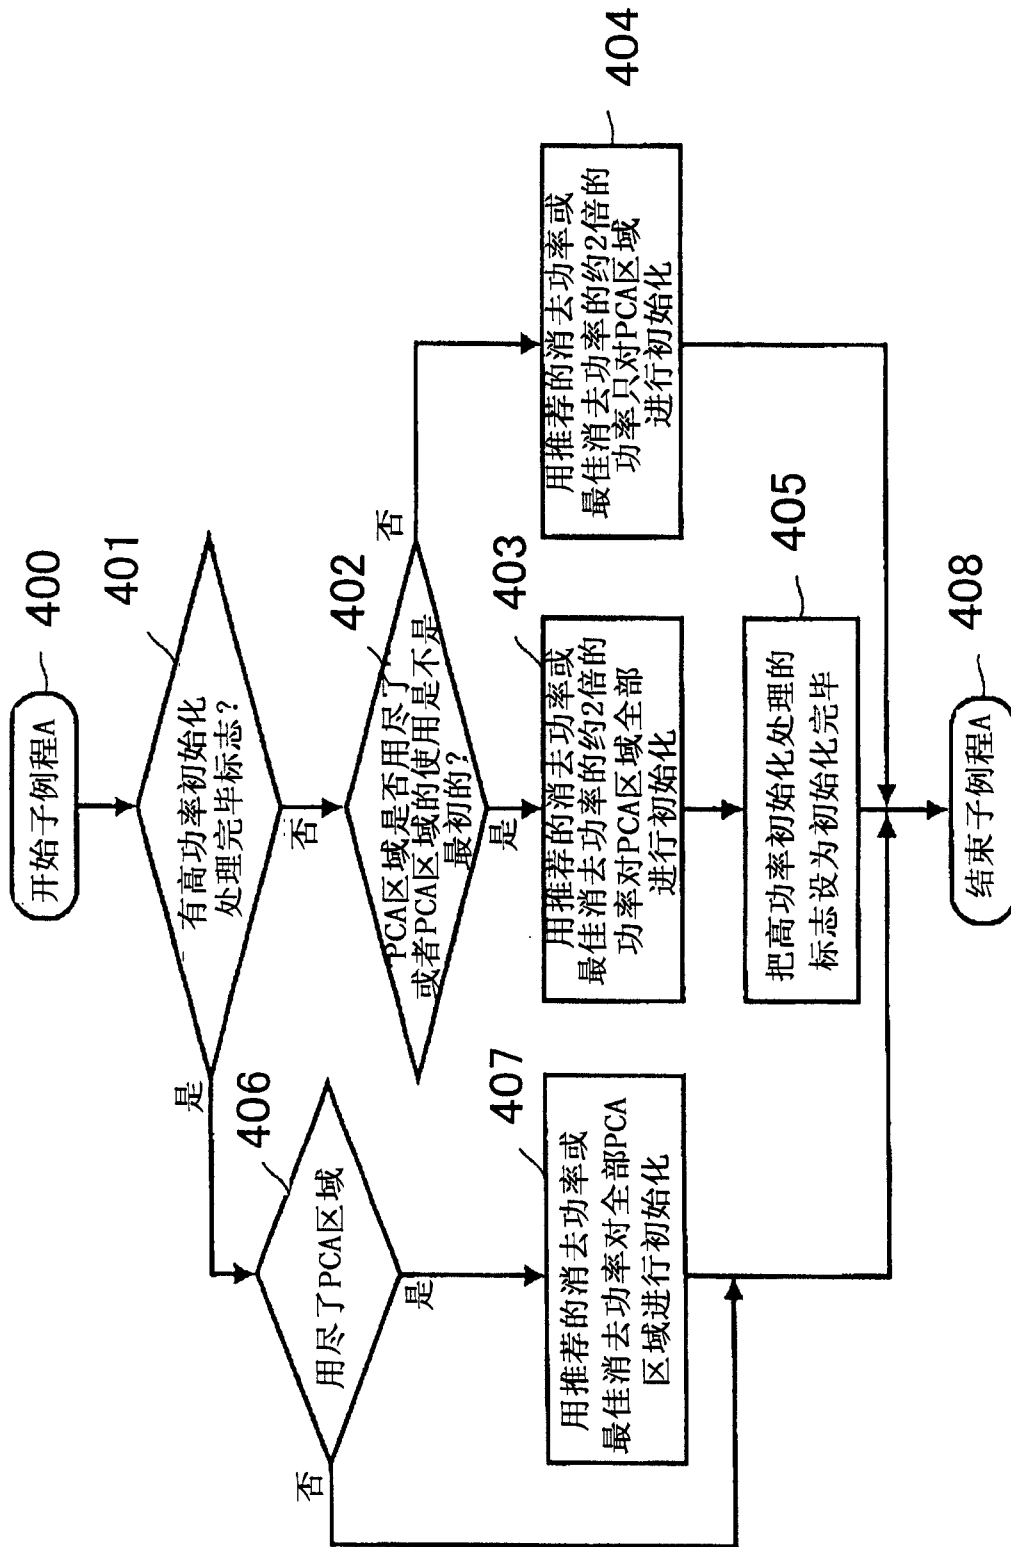 开始子例程A
400
401
有高功率初始化
处理完毕标志?
是
否
402
PCA区域是否用尽了
或者PCA区域的使用是不是
最初的?
否
是
406
用尽了PCA区域
否
是
403
用推荐的消去功率或
最佳消去功率的约2倍的
功率对PCA区域全部
进行初始化
404
用推荐的消去功率或
最佳消去功率的约2倍的
功率只对PCA区域
进行初始化
407
用推荐的消去功率或
最佳消去功率对全部PCA
区域进行初始化
405
把高功率初始化处理的
标志设为初始化完毕
408
结束子例程A